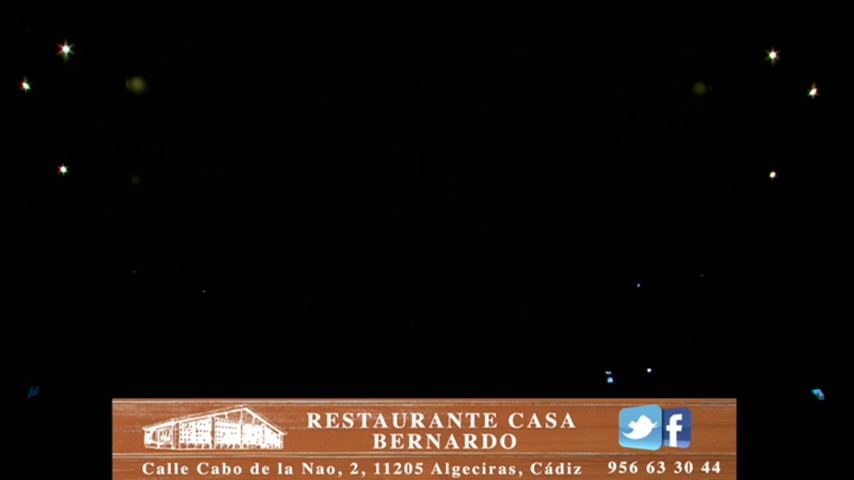 RESTAURANTE CASA
BERNARDO
Calle Cabo de la Nao, 2, 11205 Algeciras, Cádiz 956 63 30 44